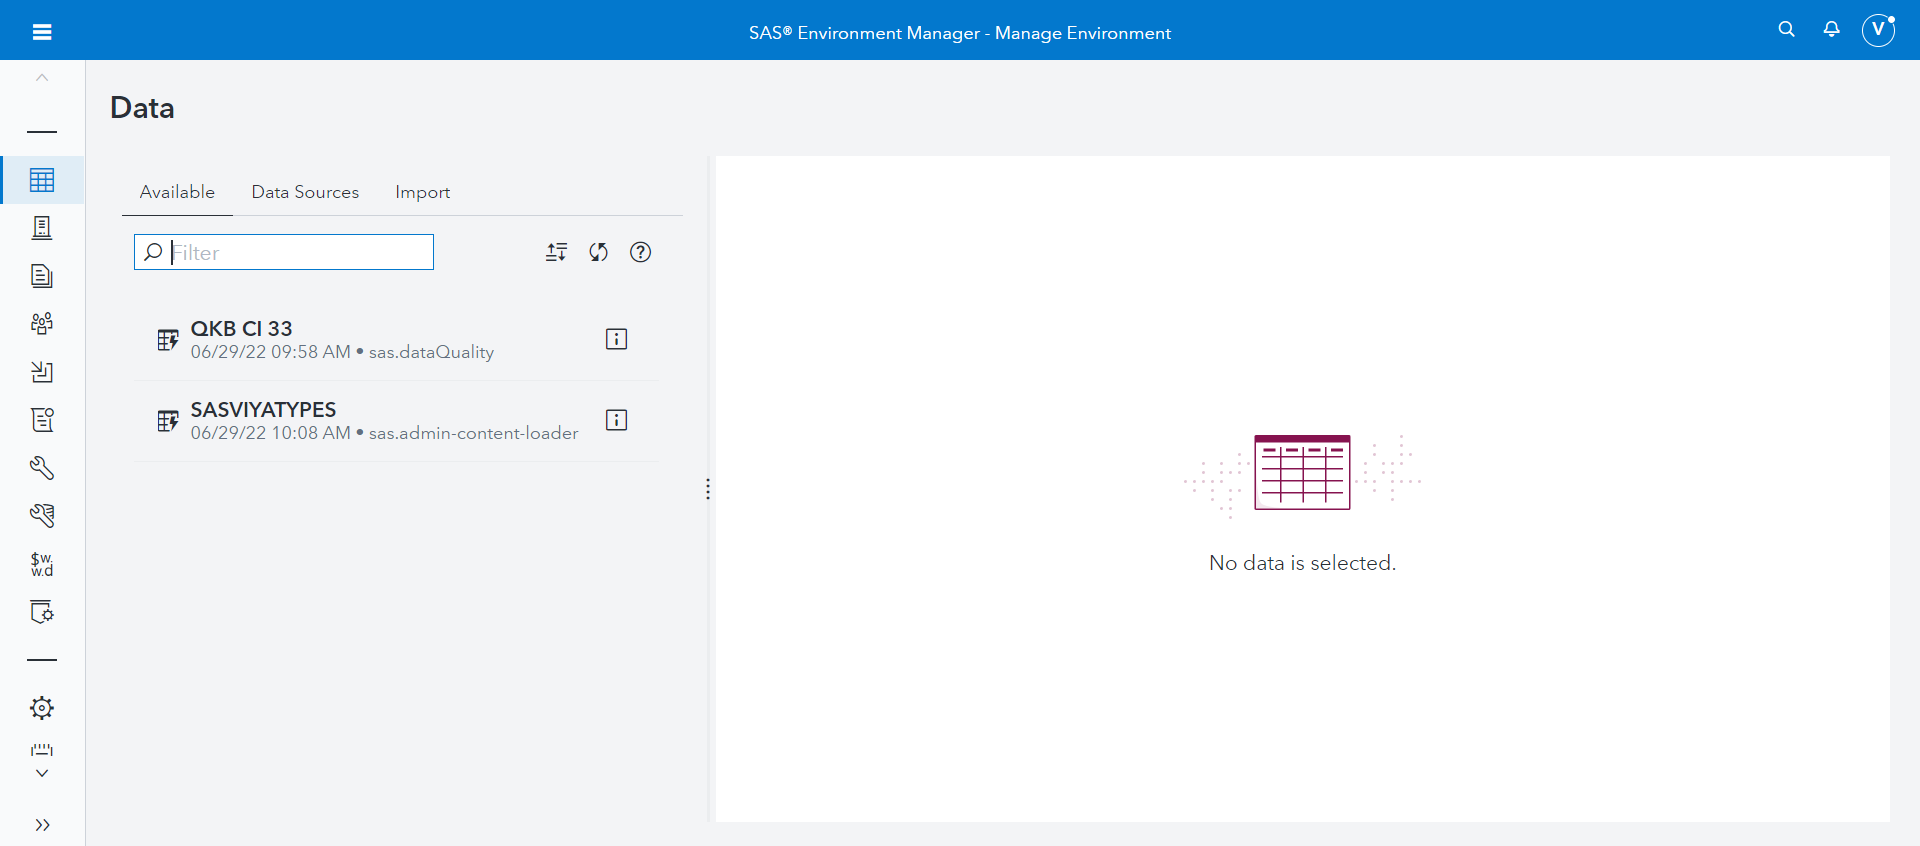 SAS® Environment Manager - Manage Environment
V
Data
Available
Data Sources
Import
Filter
QKB CI 33
06/29/22 09:58 AM • sas.dataQuality
SASVIYATYPES
06/29/22 10:08 AM • sas.admin-content-loader
$w.
w.d
No data is selected.